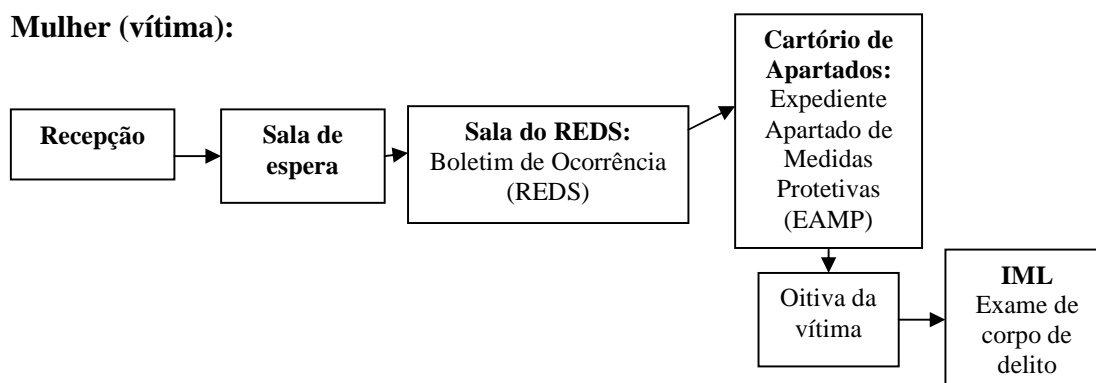 Mulher (vítima):
Recepção
Sala de
espera
Sala do REDS:
Boletim de Ocorrência
(REDS)
Cartório de
Apartados:
Expediente
Apartado de
Medidas
Protetivas
(EAMP)
Oitiva da
vítima
IML
Exame de
corpo de
delito